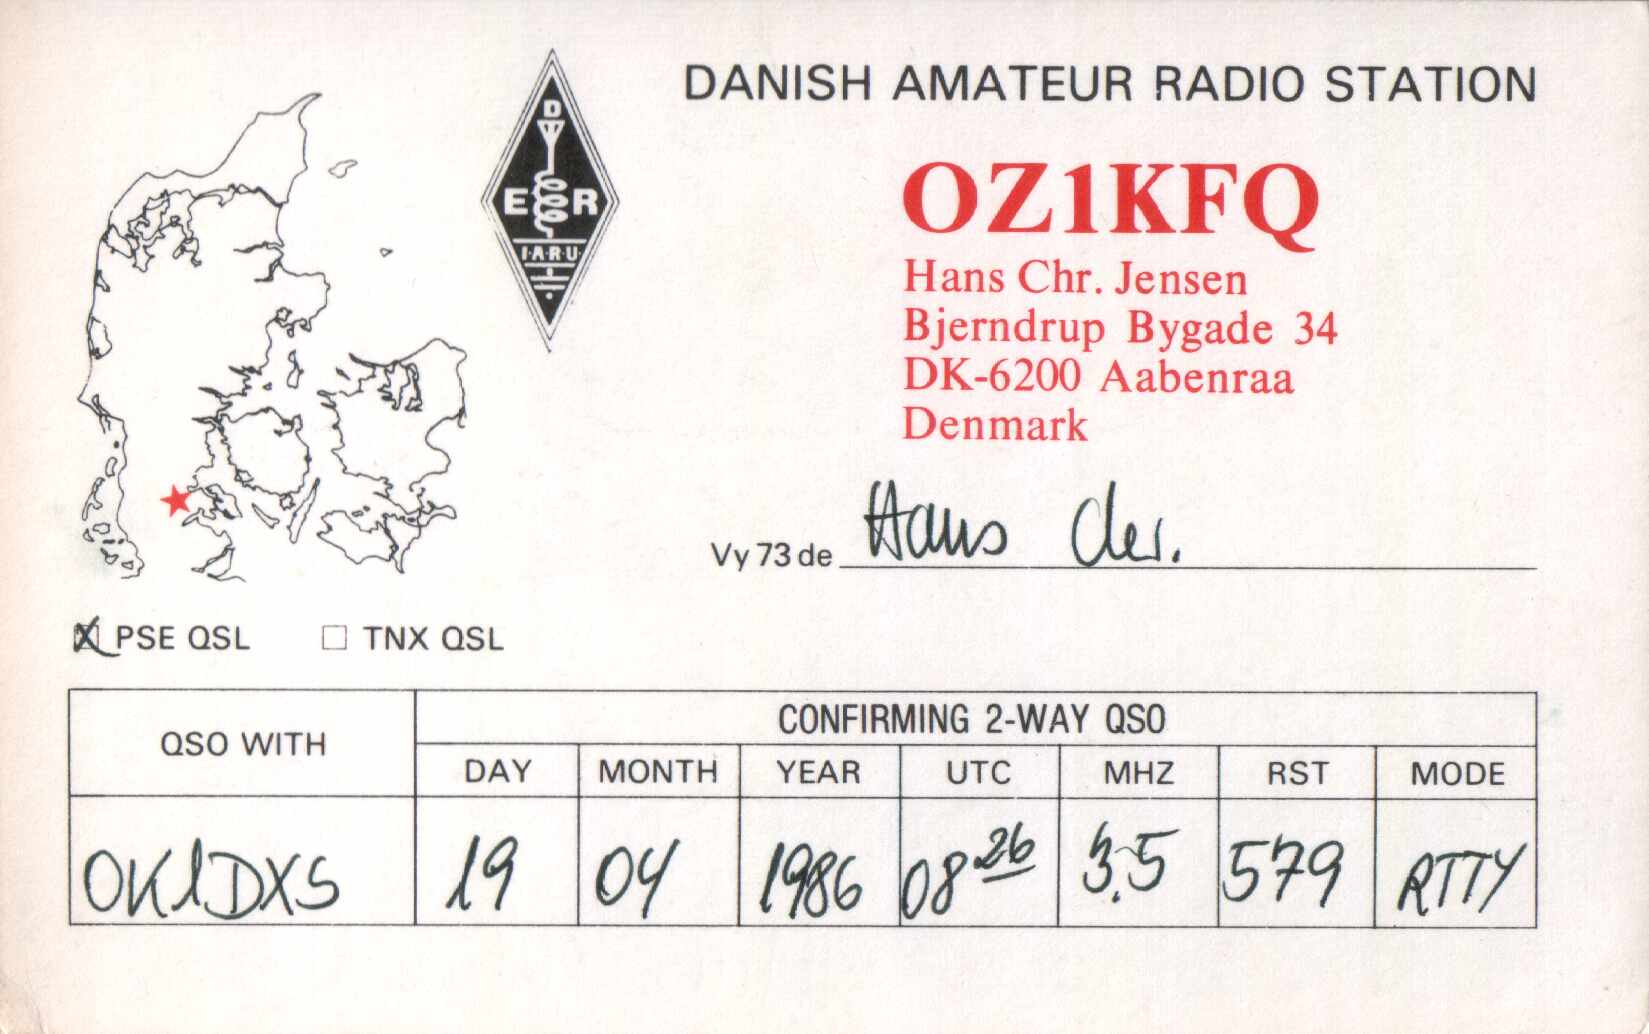 DANISH AMATEUR RADIO STATION
D
E R
I·A·R·U
OZ1KFQ
Hans Chr. Jensen
Bjerndrup Bygade 34
DK-6200 Aabenraa
Denmark
Vy 73 de Hans Chr.
X PSE QSL TNX QSL
QSO WITH
CONFIRMING 2-WAY QSO
DAY MONTH YEAR UTC MHZ RST MODE
OK1DXS 19 04 1986 08 26 3.5 579 RTTY